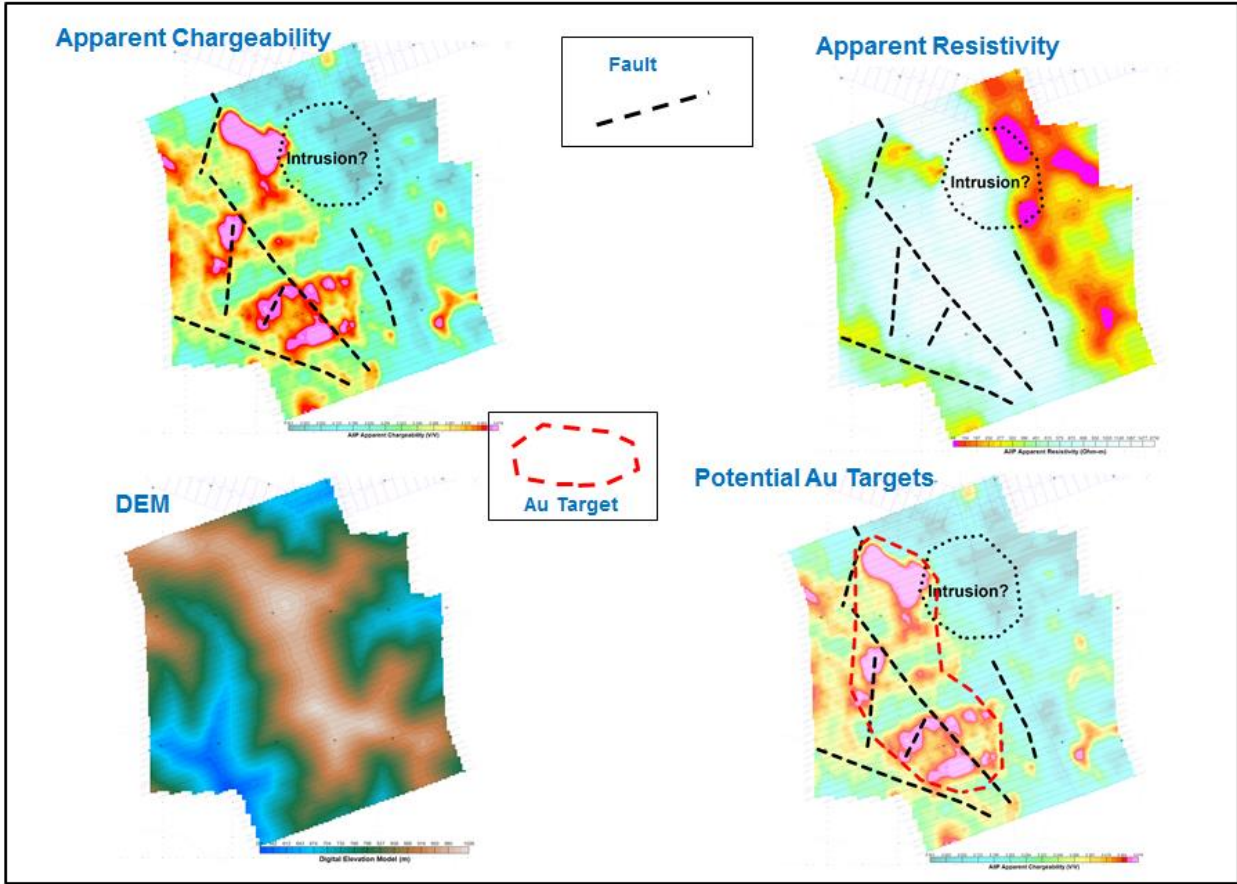 Apparent Chargeability
Fault
Apparent Resistivity
Intrusion?
Intrusion?
AIIP Apparent Chargeability (V/V)
AIIP Apparent Resistivity (Ohm-m)
Au Target
DEM
Potential Au Targets
Intrusion?
Digital Elevation Model (m)
AIIP Apparent Chargeability (V/V)